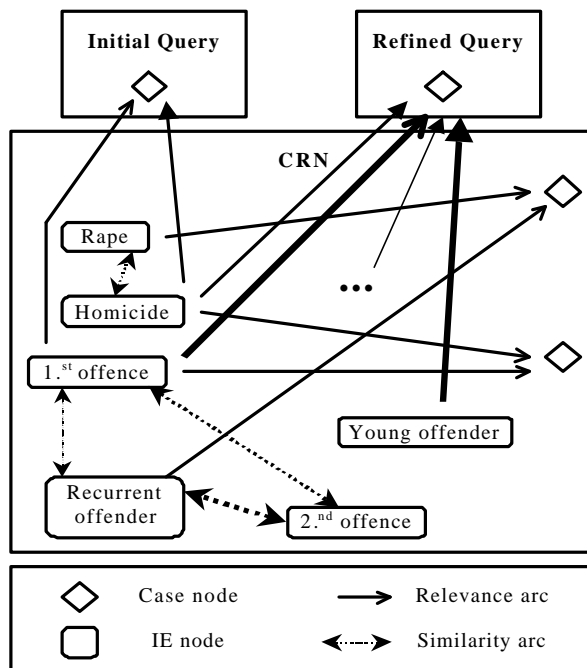 Initial Query
Refined Query
CRN
Rape
Homicide
...
1.st offence
Young offender
Recurrent
offender
2.nd offence
Case node
Relevance arc
IE node
Similarity arc